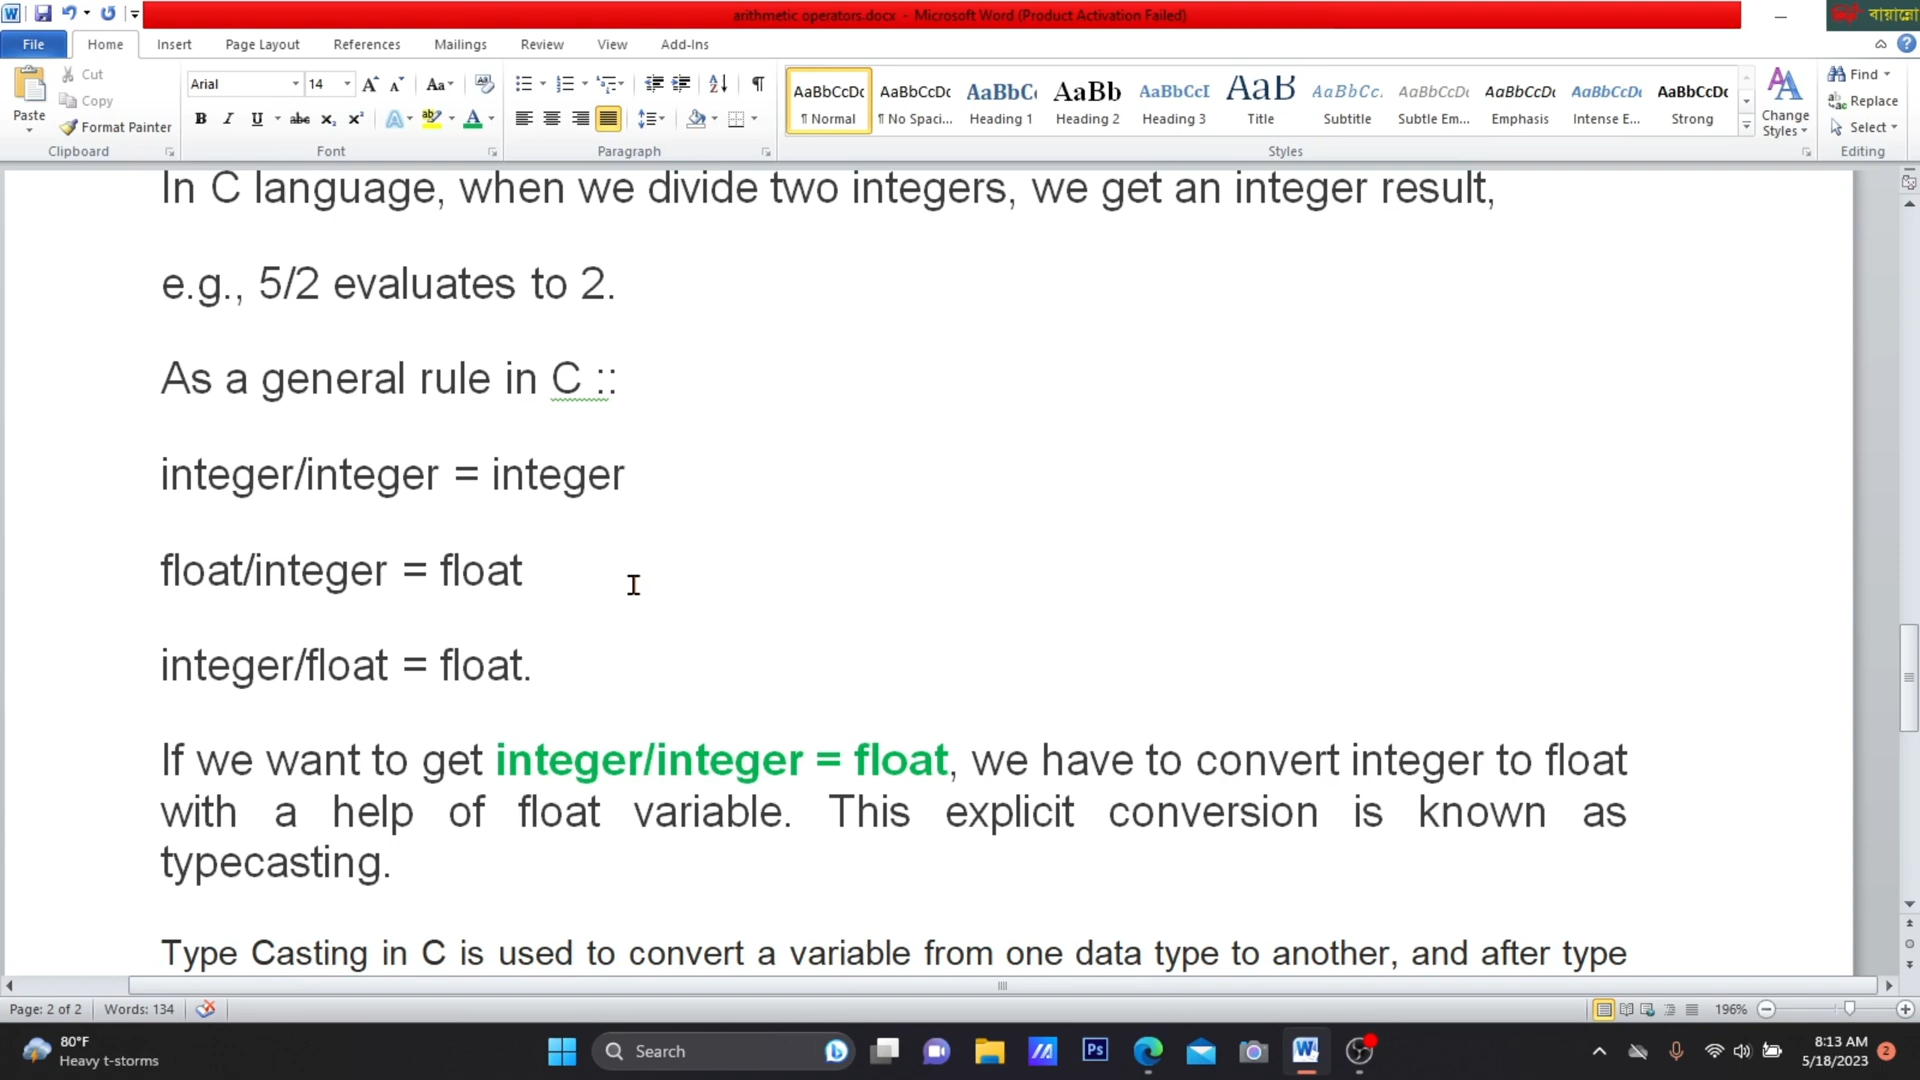 arithmetic operators.docx - Microsoft Word (Product Activation Failed)
বায়ান্নো
File Home Insert Page Layout References Mailings Review View Add-Ins
Cut
Copy
Paste
Format Painter
Clipboard
Arial 14
Font
Paragraph
AaBbCcDc AaBbCcDc AaBbC AaBb AaBbCcI AaB AaBbCc. AaBbCcDc AaBbCcDc AaBbCcDc AaBbCcDc
¶ Normal ¶ No Spaci... Heading 1 Heading 2 Heading 3 Title Subtitle Subtle Em... Emphasis Intense E... Strong
Styles
Change Styles
Find
Replace
Select
Editing
In C language, when we divide two integers, we get an integer result,
e.g., 5/2 evaluates to 2.
As a general rule in C ::
integer/integer = integer
float/integer = float
integer/float = float.
If we want to get integer/integer = float, we have to convert integer to float
with a help of float variable. This explicit conversion is known as
typecasting.
Type Casting in C is used to convert a variable from one data type to another, and after type
Page: 2 of 2 Words: 134 196%
80°F
Heavy t-storms
Search
Ps
8:13 AM
5/18/2023
2